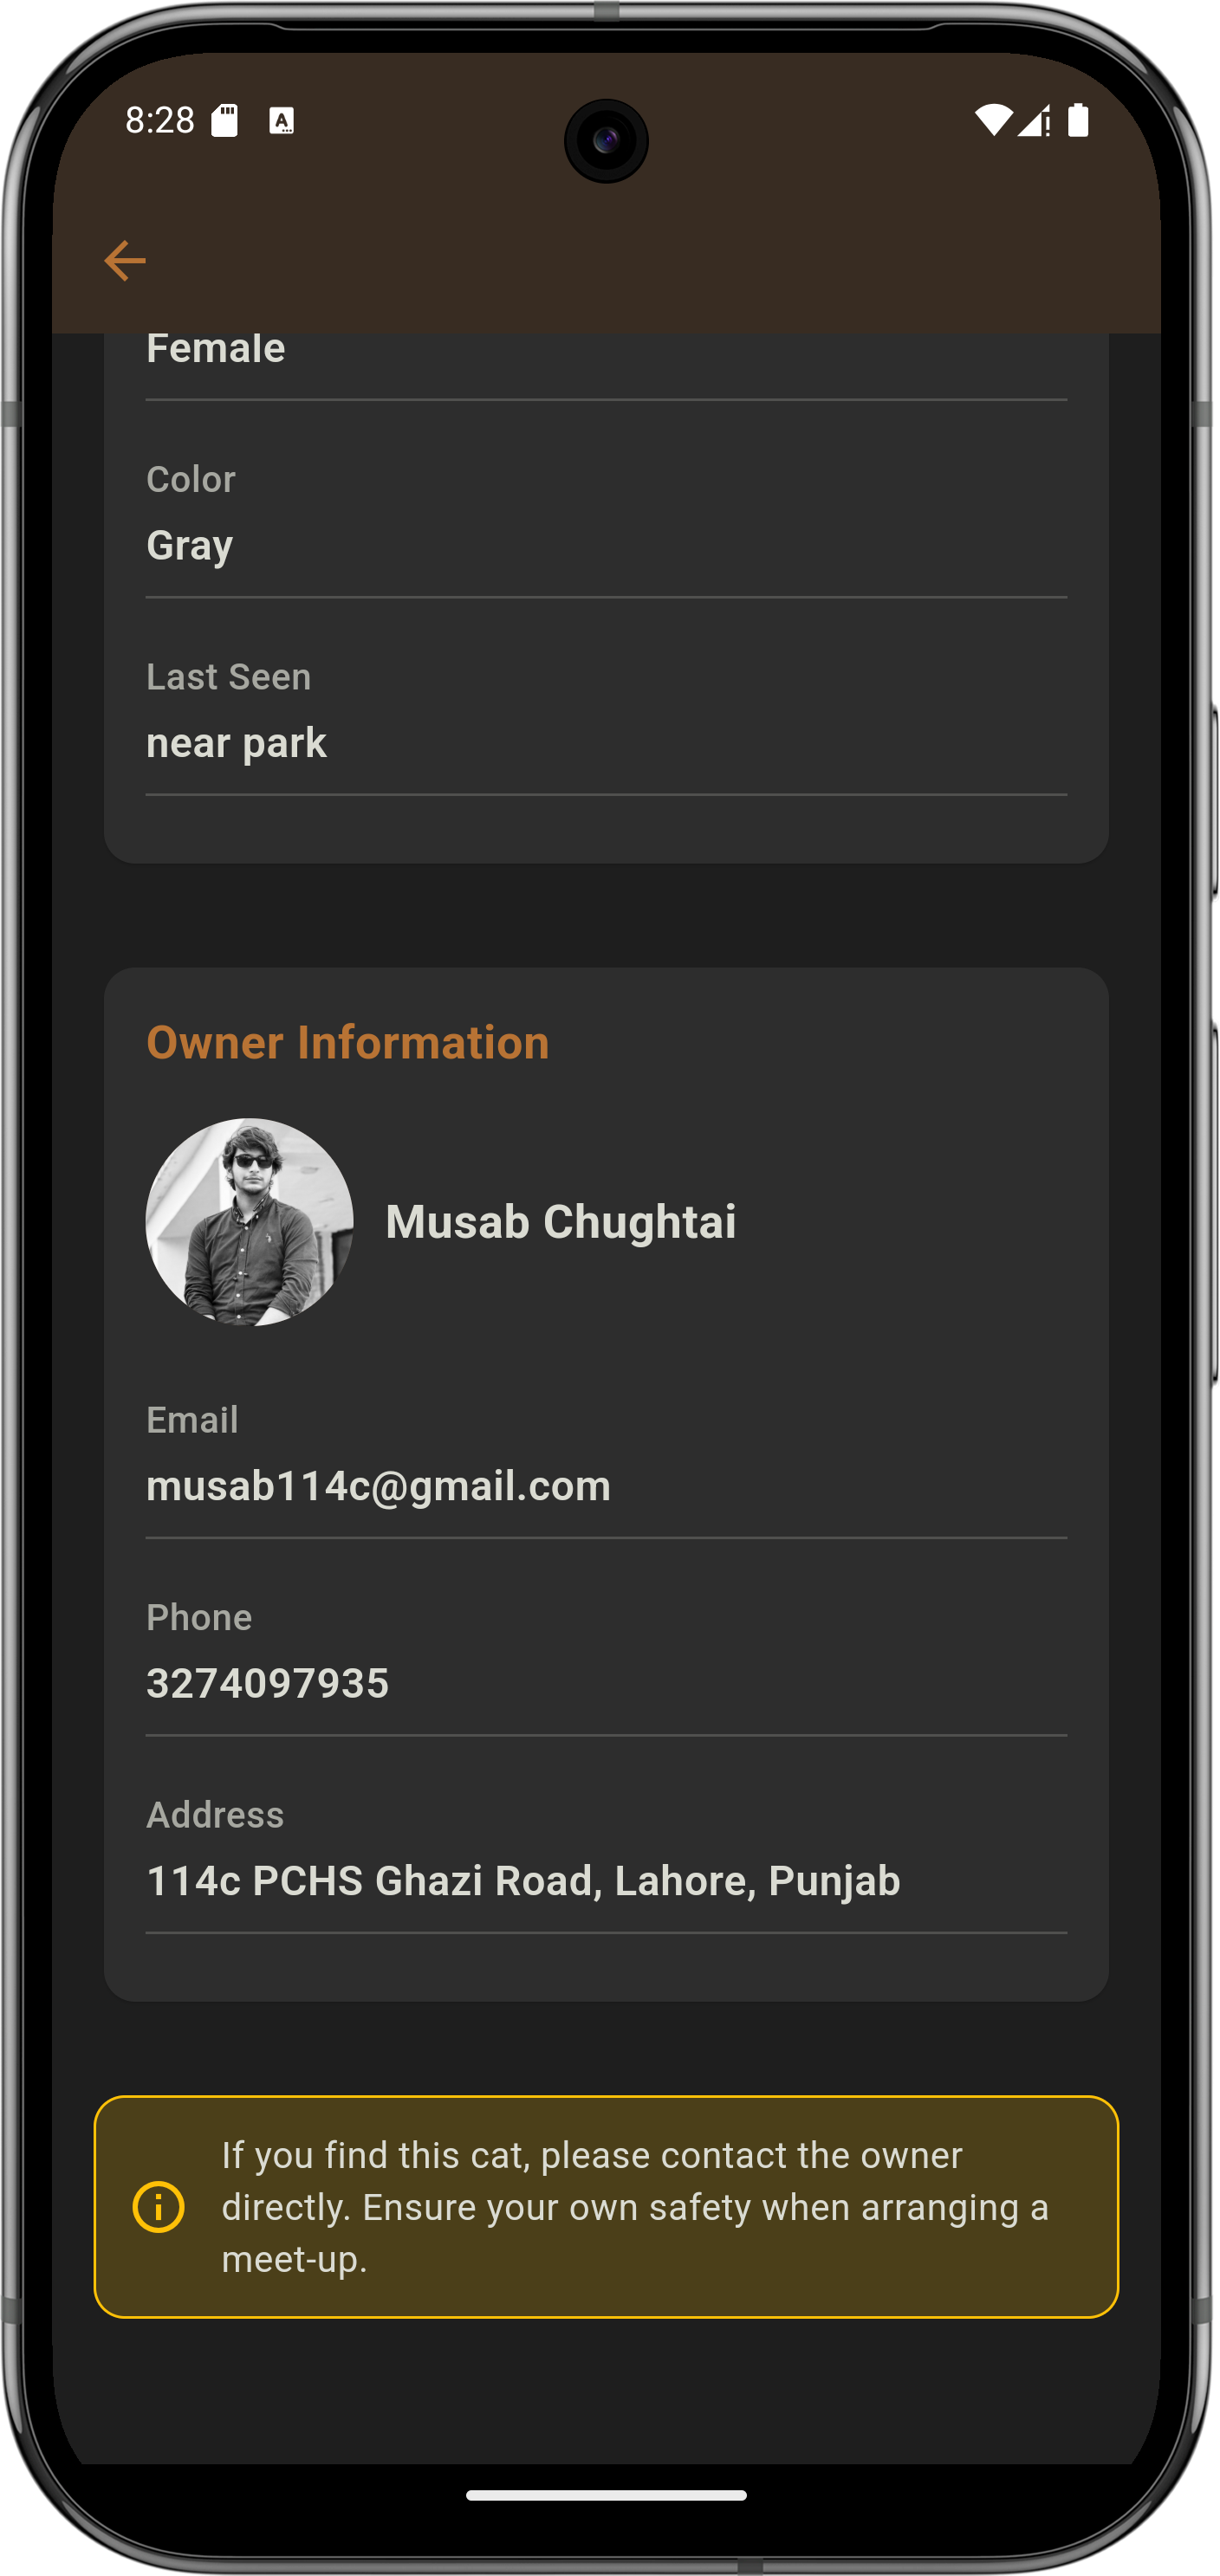 8:28
Female
Color
Gray
Last Seen
near park
Owner Information
Musab Chughtai
Email
musab114c@gmail.com
Phone
3274097935
Address
114c PCHS Ghazi Road, Lahore, Punjab
If you find this cat, please contact the owner
directly. Ensure your own safety when arranging a
meet-up.